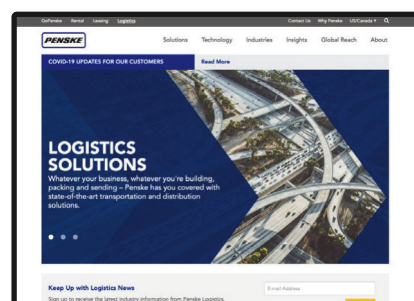 GoPenske Rental Leasing Logistics Contact Us Why Penske US/Canada
PENSKE Solutions Technology Industries Insights Global Reach About
COVID-19 UPDATES FOR OUR CUSTOMERS Read More
LOGISTICS
SOLUTIONS
Whatever your business, whatever you're building,
packing and sending – Penske has you covered with
state-of-the-art transportation and distribution
solutions.
Keep Up with Logistics News E-mail Address
Sign up to receive the latest industry information from Penske Logistics.